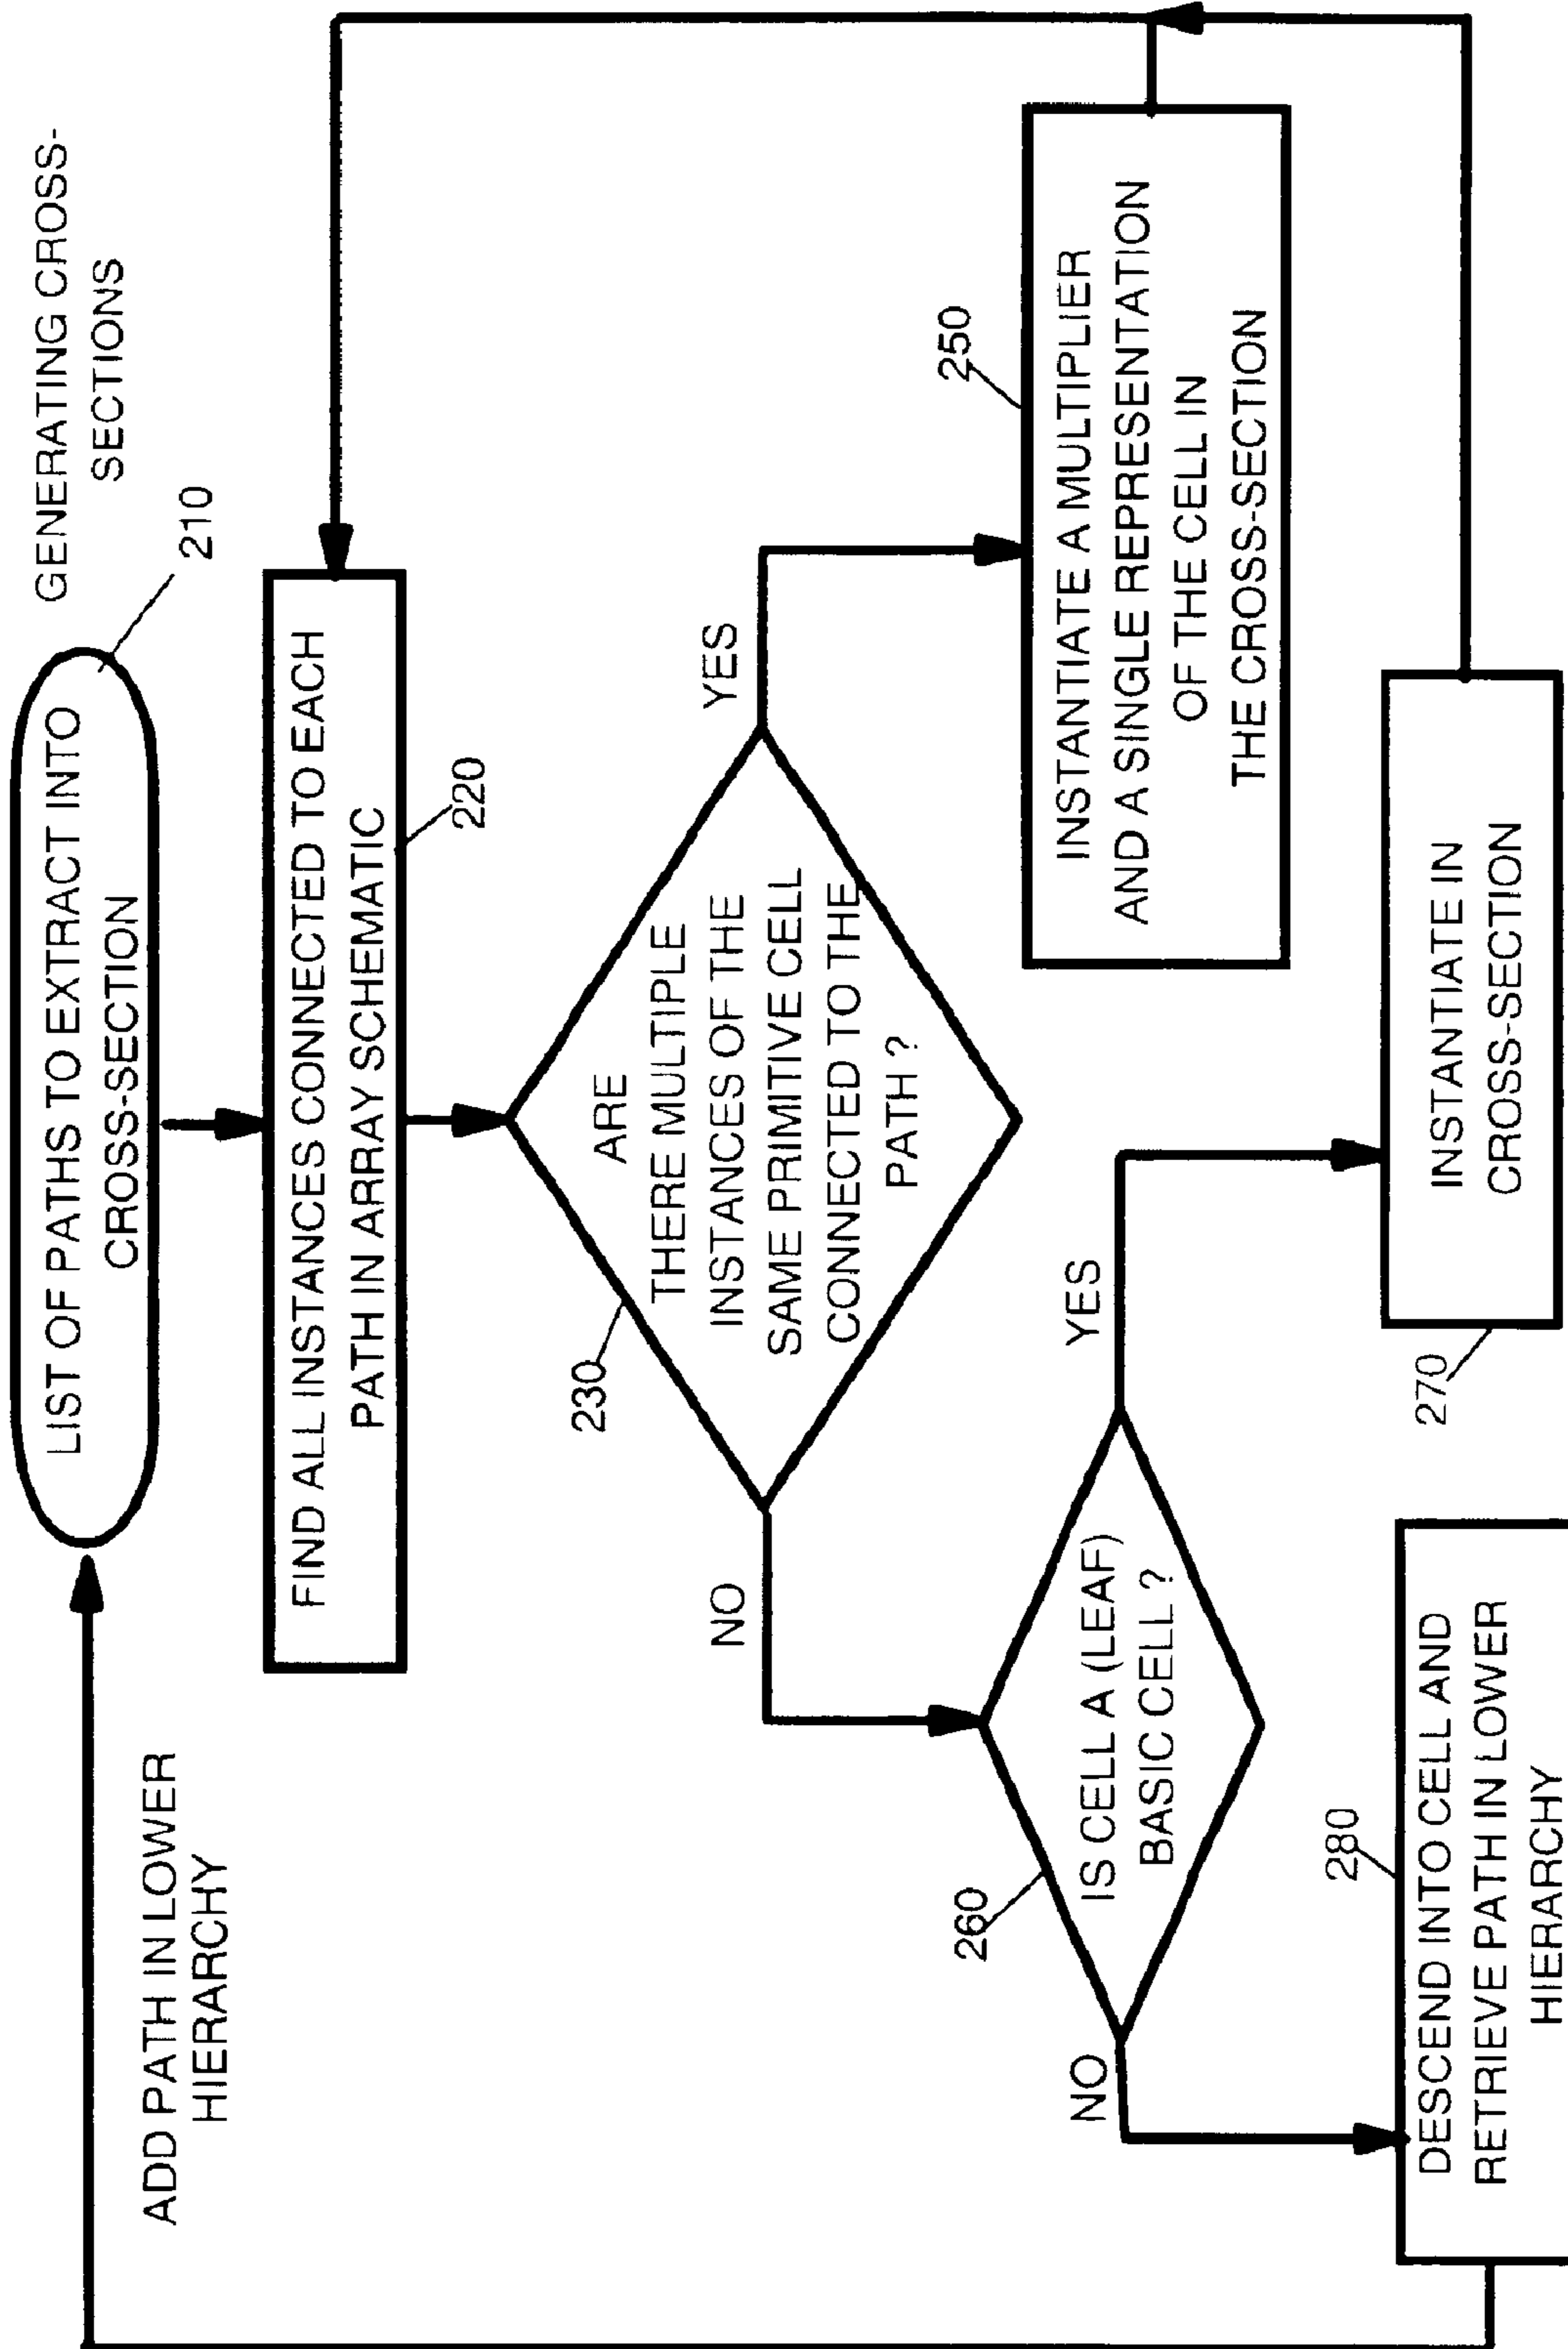 GENERATING CROSS-
SECTIONS
LIST OF PATHS TO EXTRACT INTO
CROSS-SECTION
210
ADD PATH IN LOWER
HIERARCHY
FIND ALL INSTANCES CONNECTED TO EACH
PATH IN ARRAY SCHEMATIC
220
ARE
THERE MULTIPLE
INSTANCES OF THE
SAME PRIMITIVE CELL
CONNECTED TO THE
PATH ?
230
NO
YES
250
INSTANTIATE A MULTIPLIER
AND A SINGLE REPRESENTATION
OF THE CELL IN
THE CROSS-SECTION
260
IS CELL A (LEAF)
BASIC CELL ?
NO
YES
280
DESCEND INTO CELL AND
RETRIEVE PATH IN LOWER
HIERARCHY
270
INSTANTIATE IN
CROSS-SECTION